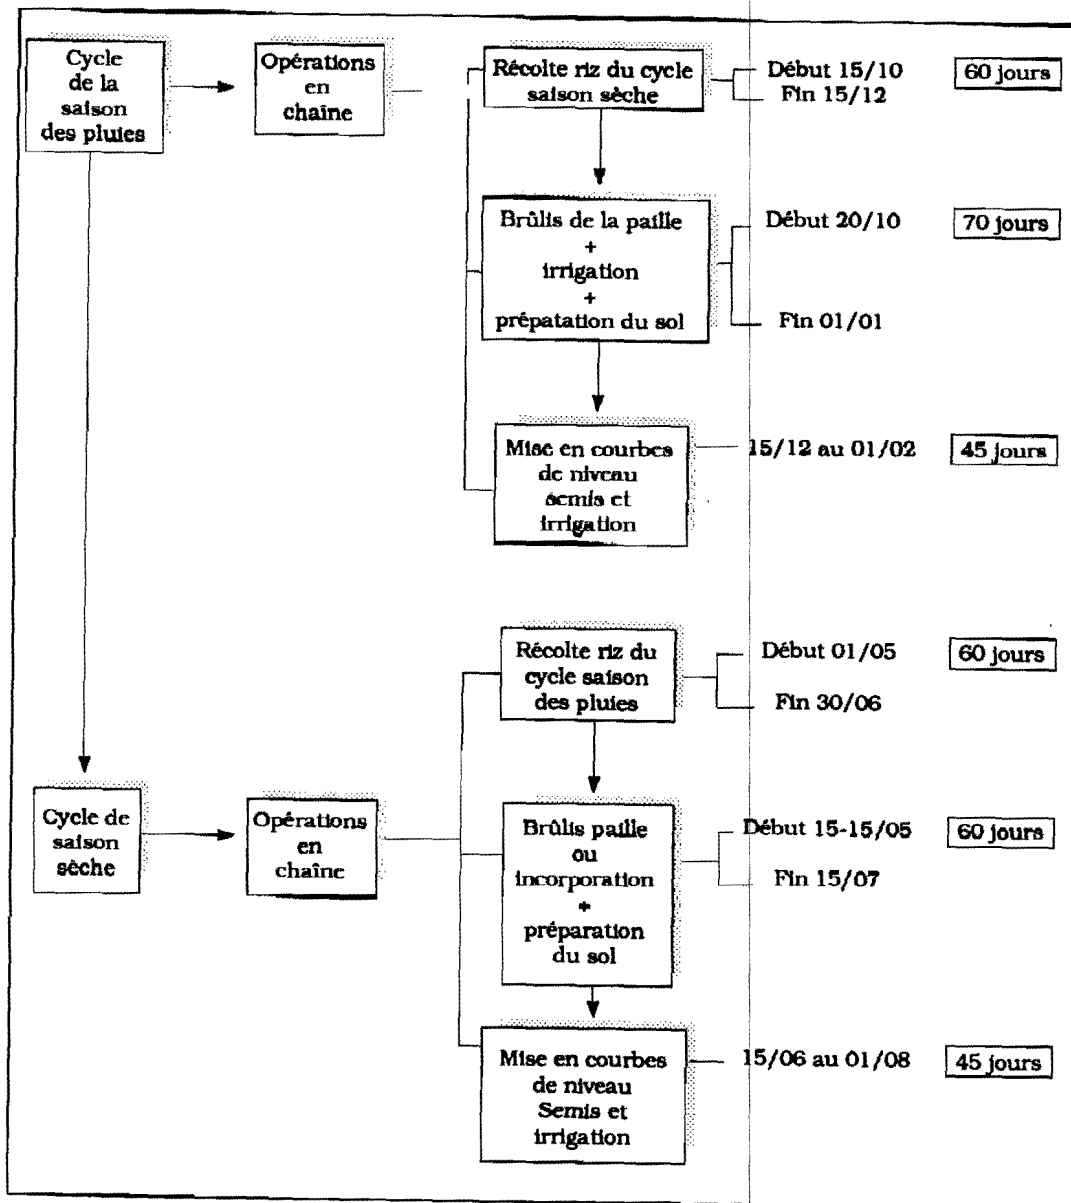 Cycle
de la
saison
des pluies
Opérations
en
chaîne
Récolte riz du cycle
saison sèche
Début 15/10
Fin 15/12
60 jours
Brûlis de la paille
+
irrigation
+
prépatation du sol
Début 20/10
Fin 01/01
70 jours
Mise en courbes
de niveau
semis et
irrigation
15/12 au 01/02
45 jours
Cycle de
saison
sèche
Opérations
en
chaîne
Récolte riz du
cycle saison
des pluies
Début 01/05
Fin 30/06
60 jours
Brûlis paille
ou
incorporation
+
préparation
du sol
Début 15-15/05
Fin 15/07
60 jours
Mise en courbes
de niveau
Semis et
irrigation
15/06 au 01/08
45 jours